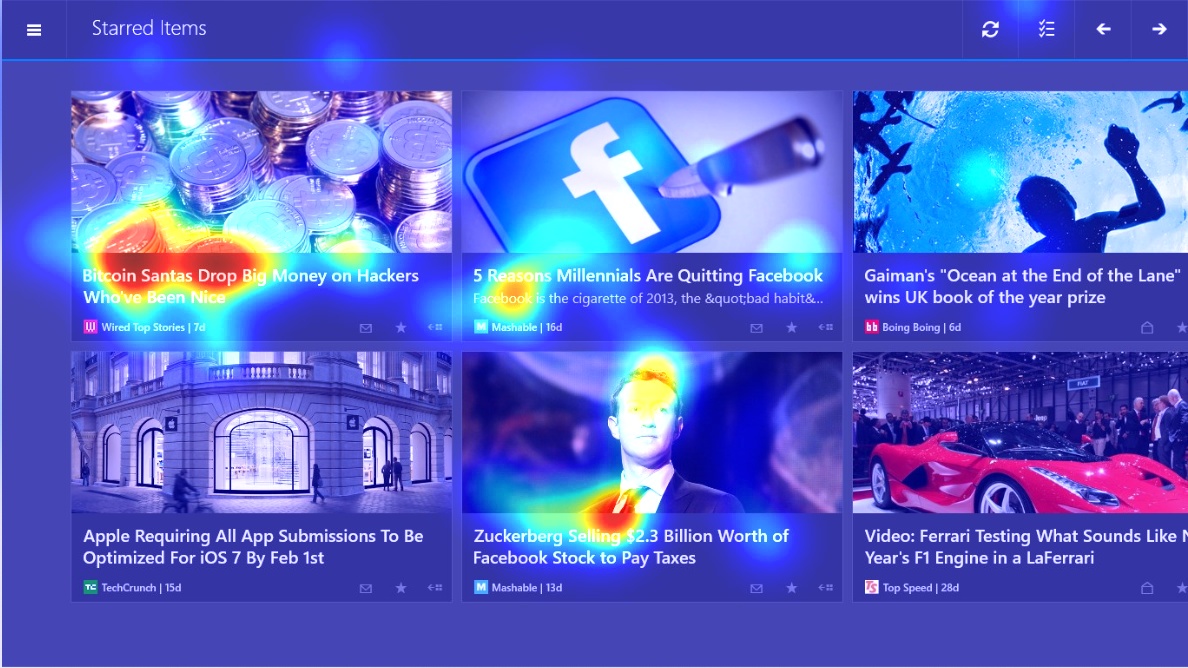 Starred Items
Bitcoin Santas Drop Big Money on Hackers
Who've Been Nice
W Wired Top Stories | 7d
5 Reasons Millennials Are Quitting Facebook
Facebook is the cigarette of 2013, the &quot;bad habit&...
M Mashable | 16d
Gaiman's "Ocean at the End of the Lane"
wins UK book of the year prize
bb Boing Boing | 6d
Apple Requiring All App Submissions To Be
Optimized For iOS 7 By Feb 1st
TC TechCrunch | 15d
Zuckerberg Selling $2.3 Billion Worth of
Facebook Stock to Pay Taxes
M Mashable | 13d
FIAT
Jeep
Video: Ferrari Testing What Sounds Like N
Year's F1 Engine in a LaFerrari
TS Top Speed | 28d